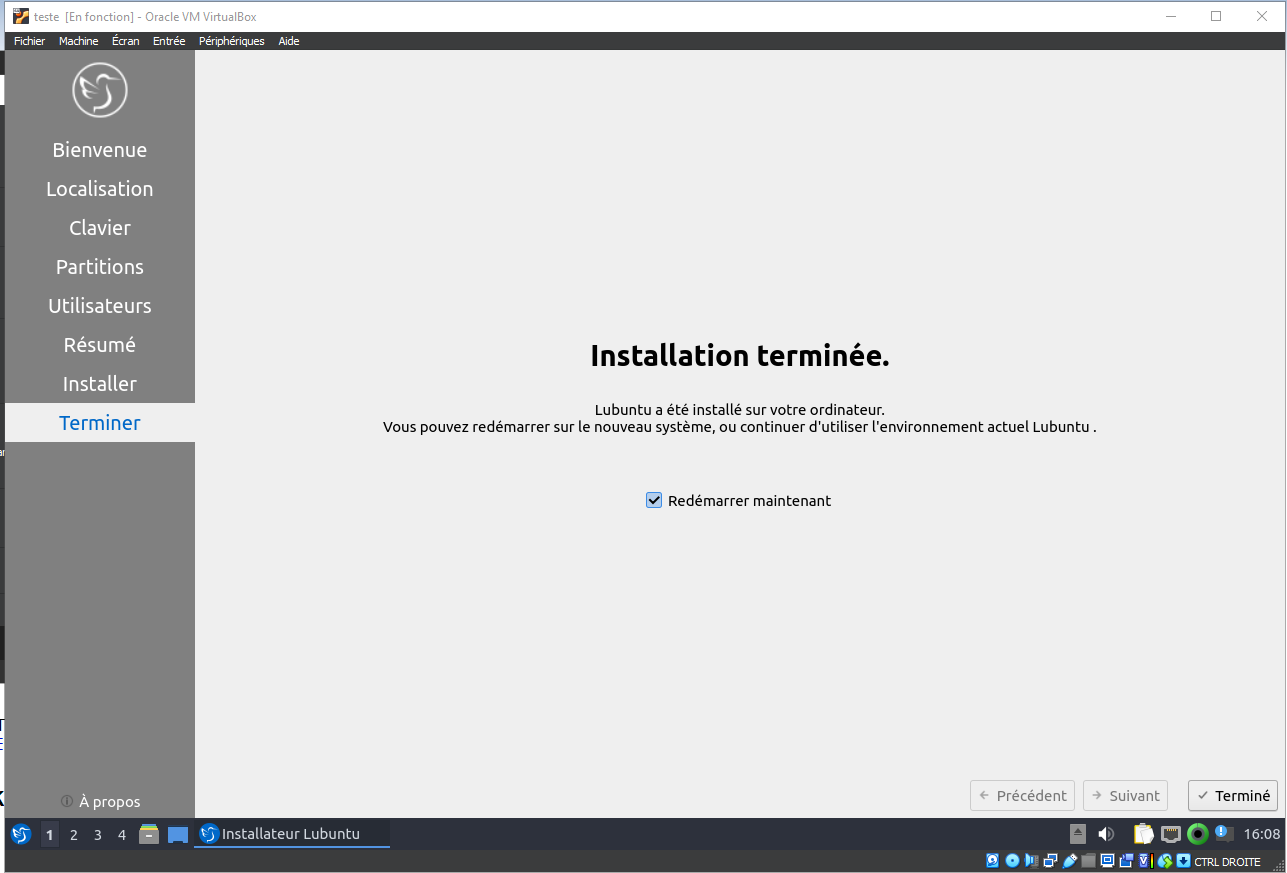 teste [En fonction] - Oracle VM VirtualBox
Fichier Machine Écran Entrée Périphériques Aide
Bienvenue
Localisation
Clavier
Partitions
Utilisateurs
Résumé
Installer
Terminer
Installation terminée.
Lubuntu a été installé sur votre ordinateur.
Vous pouvez redémarrer sur le nouveau système, ou continuer d'utiliser l'environnement actuel Lubuntu .
Redémarrer maintenant
À propos
Précédent Suivant Terminé
1 2 3 4 Installateur Lubuntu 16:08
CTRL DROITE